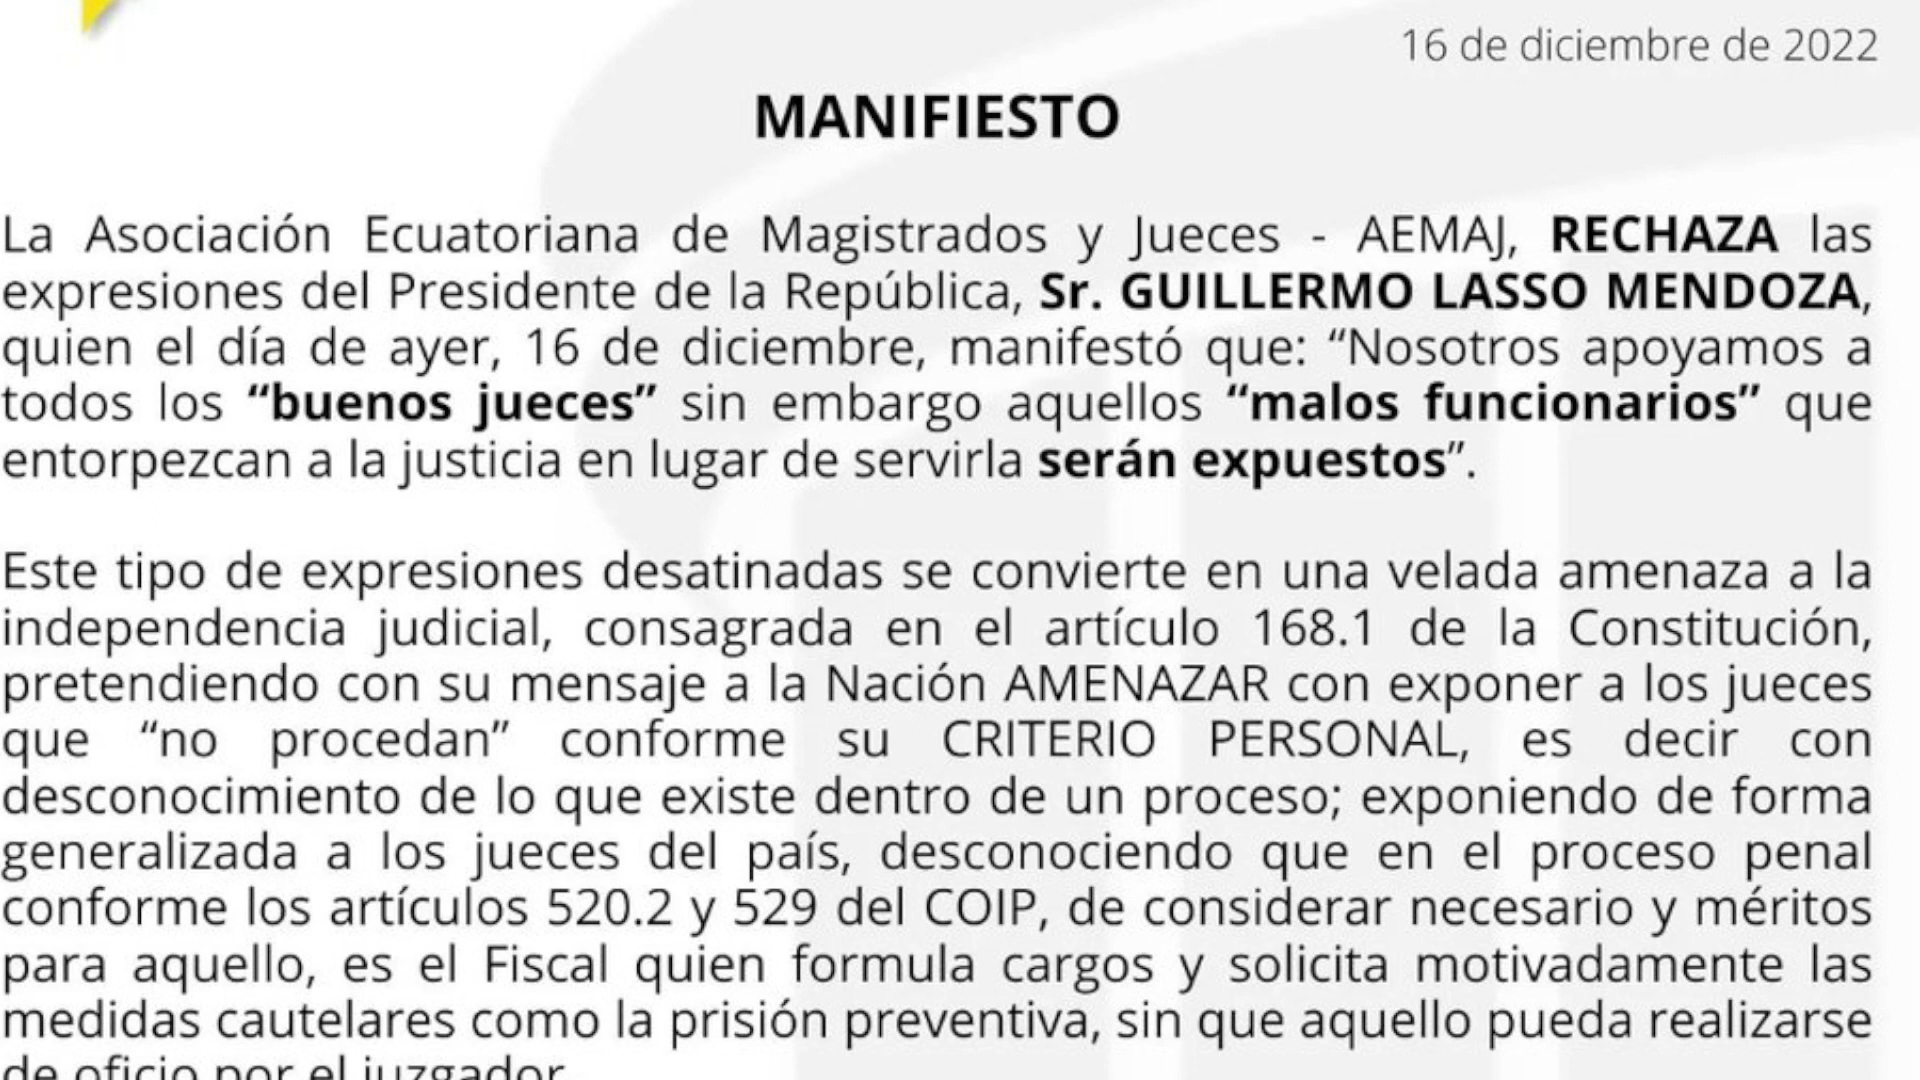 16 de diciembre de 2022
MANIFIESTO
La Asociación Ecuatoriana de Magistrados y Jueces - AEMAJ, RECHAZA las
expresiones del Presidente de la República, Sr. GUILLERMO LASSO MENDOZA,
quien el día de ayer, 16 de diciembre, manifestó que: “Nosotros apoyamos a
todos los “buenos jueces” sin embargo aquellos “malos funcionarios” que
entorpezcan a la justicia en lugar de servirla serán expuestos”.
Este tipo de expresiones desatinadas se convierte en una velada amenaza a la
independencia judicial, consagrada en el artículo 168.1 de la Constitución,
pretendiendo con su mensaje a la Nación AMENAZAR con exponer a los jueces
que “no procedan” conforme su CRITERIO PERSONAL, es decir con
desconocimiento de lo que existe dentro de un proceso; exponiendo de forma
generalizada a los jueces del país, desconociendo que en el proceso penal
conforme los artículos 520.2 y 529 del COIP, de considerar necesario y méritos
para aquello, es el Fiscal quien formula cargos y solicita motivadamente las
medidas cautelares como la prisión preventiva, sin que aquello pueda realizarse
de oficio por el juzgador.